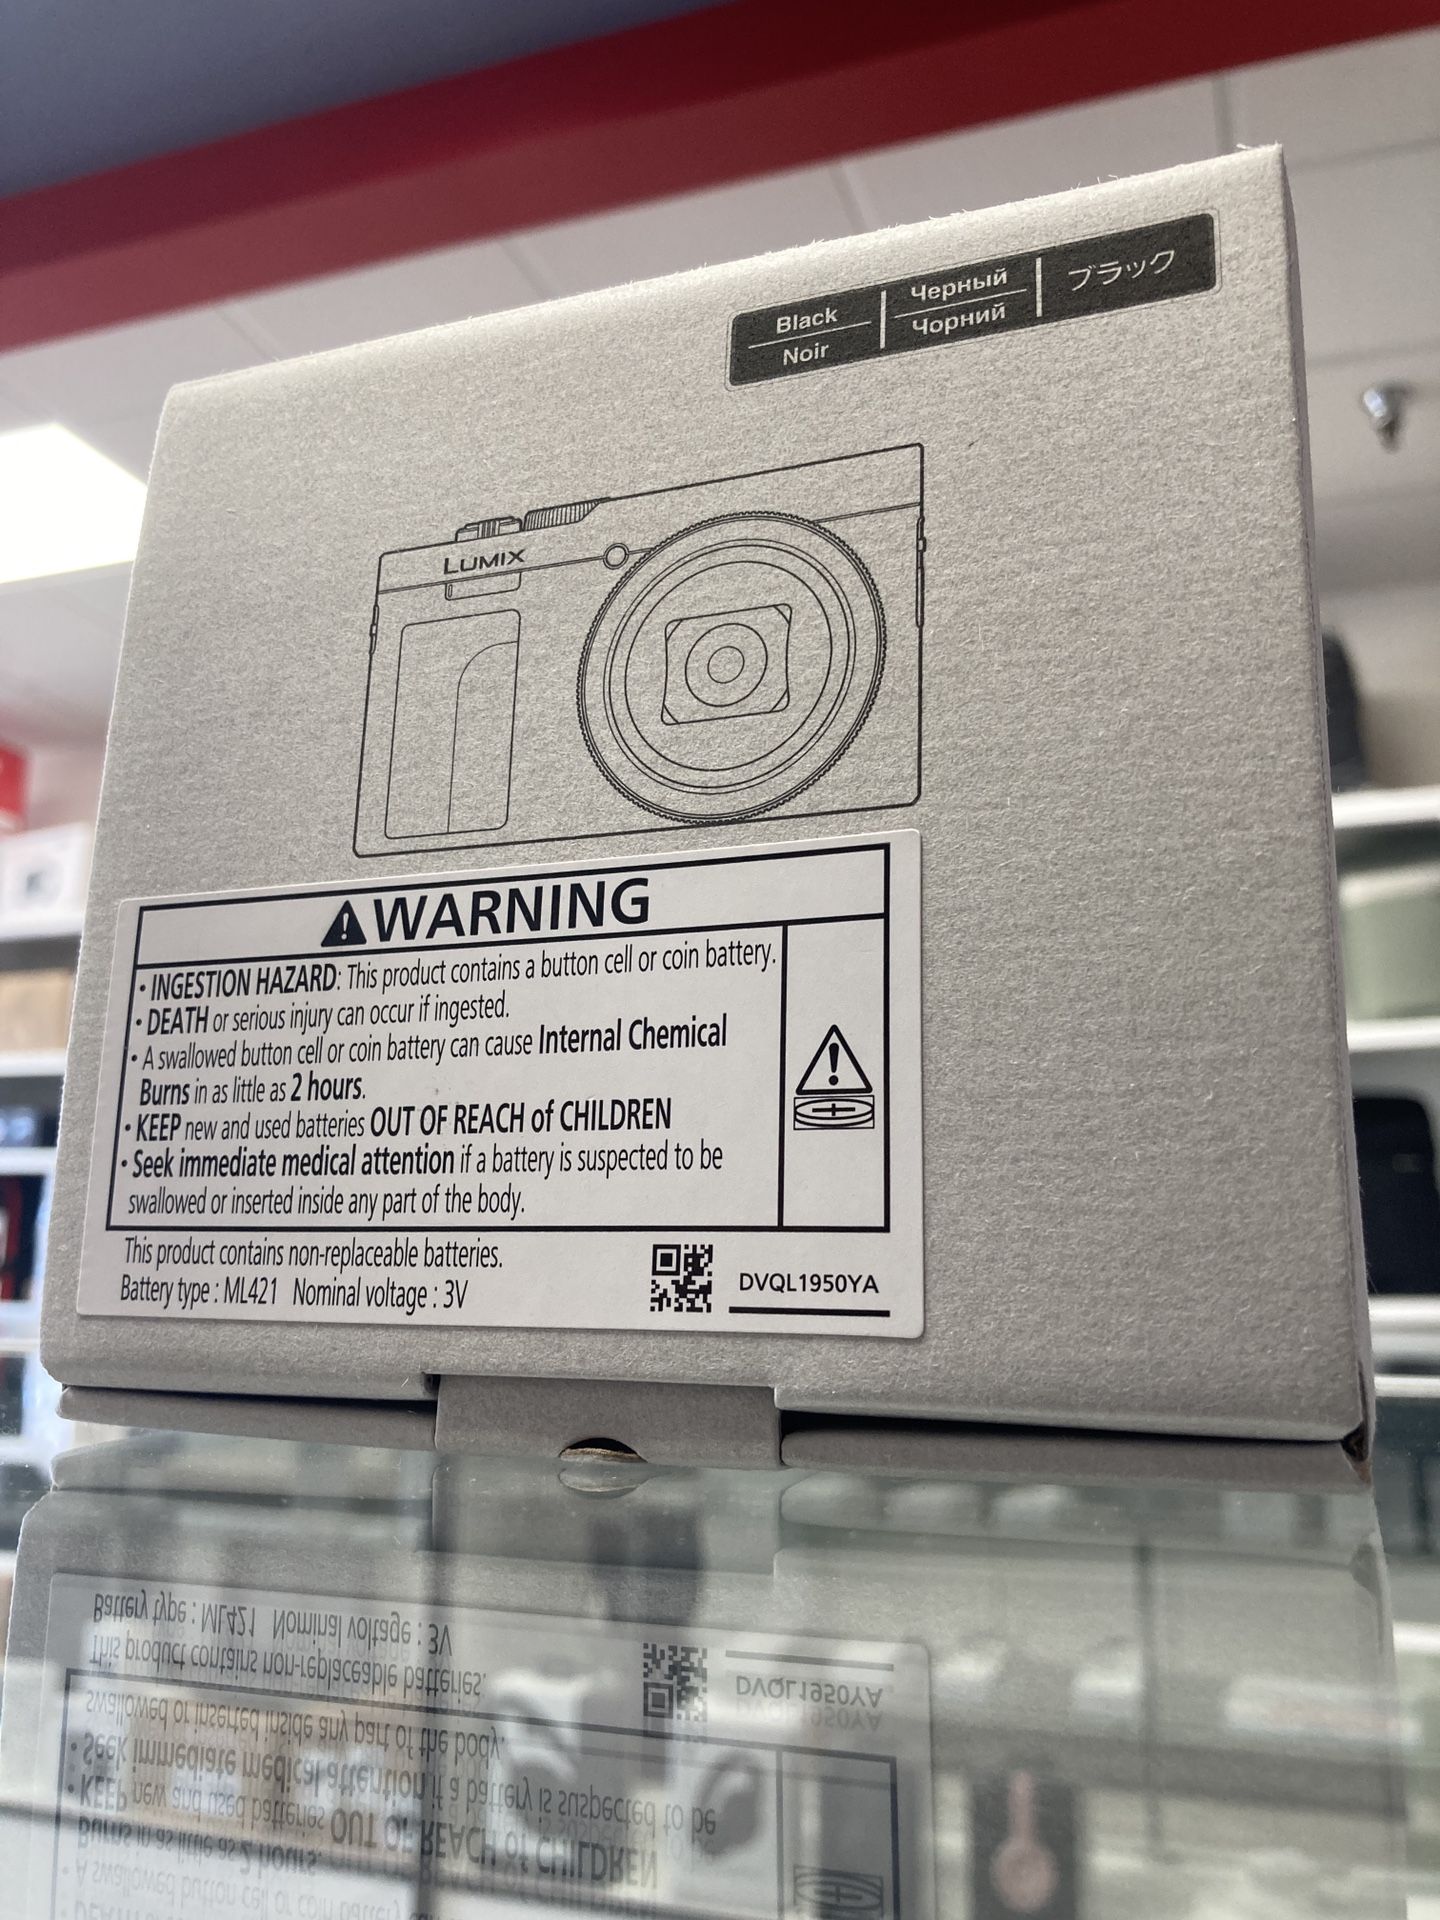 Black
Noir
Черный
Чорний
ブラック
LUMIX
WARNING
• INGESTION HAZARD: This product contains a button cell or coin battery.
• DEATH or serious injury can occur if ingested.
• A swallowed button cell or coin battery can cause Internal Chemical
Burns in as little as 2 hours.
• KEEP new and used batteries OUT OF REACH of CHILDREN
• Seek immediate medical attention if a battery is suspected to be
swallowed or inserted inside any part of the body.
This product contains non-replaceable batteries.
Battery type : ML421 Nominal voltage : 3V
DVQL1950YA